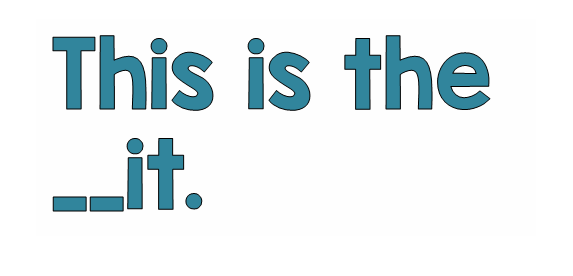 This is the
__it.